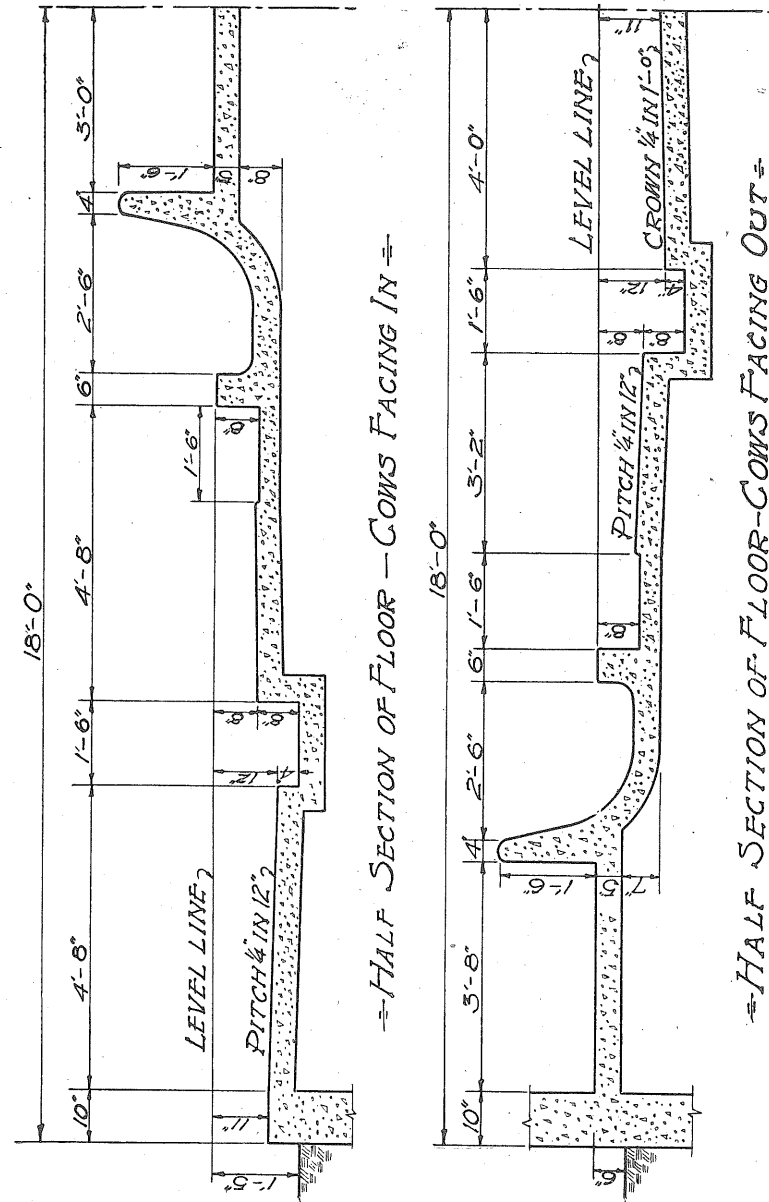 18'-0"
10" 4'-8" 1'-6" 4'-8" 6" 2'-6" 4" 3'-0"
1'-6"
1'-6"
LEVEL LINE
11" 12" 8" 8" 5"
1'-5" PITCH ¼" IN 12" 4" 8" 8"
HALF SECTION OF FLOOR - COWS FACING IN
18'-0"
10" 3'-8" 4" 2'-6" 6" 1'-6" 3'-2" 1'-6" 4'-0"
1'-6"
LEVEL LINE
6" 5" 8" PITCH ¼" IN 12" 8" 12" 11"
7" 8" 4" CROWN ¼" IN 1'-0"
HALF SECTION OF FLOOR - COWS FACING OUT